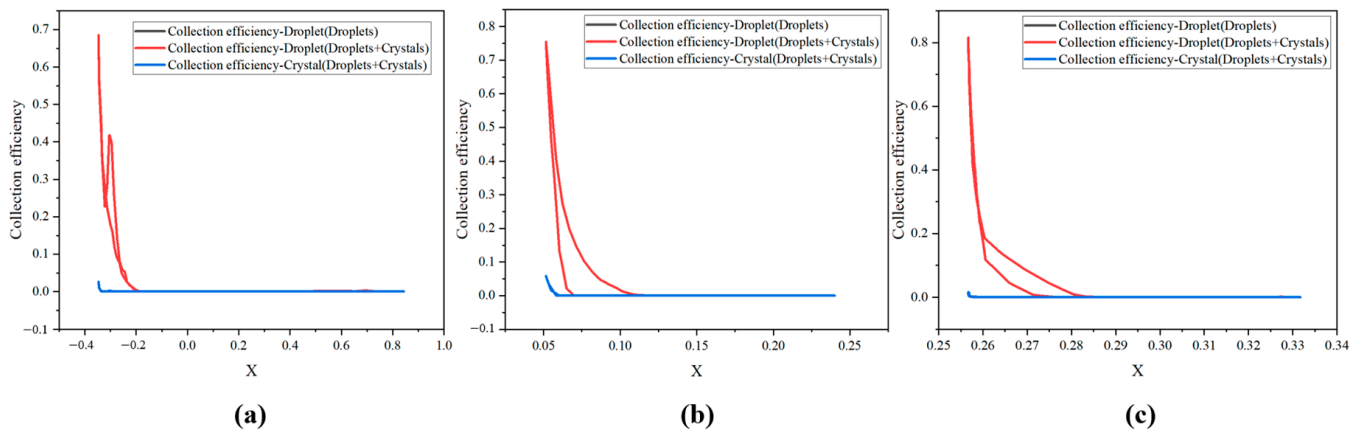 Collection efficiency-Droplet(Droplets)
Collection efficiency-Droplet(Droplets+Crystals)
Collection efficiency-Crystal(Droplets+Crystals)
Collection efficiency
0.7
0.6
0.5
0.4
0.3
0.2
0.1
0.0
−0.1
−0.4 −0.2 0.0 0.2 0.4 0.6 0.8 1.0
X
(a)
Collection efficiency-Droplet(Droplets)
Collection efficiency-Droplet(Droplets+Crystals)
Collection efficiency-Crystal(Droplets+Crystals)
Collection efficiency
0.8
0.7
0.6
0.5
0.4
0.3
0.2
0.1
0.0
−0.1
0.05 0.10 0.15 0.20 0.25
X
(b)
Collection efficiency-Droplet(Droplets)
Collection efficiency-Droplet(Droplets+Crystals)
Collection efficiency-Crystal(Droplets+Crystals)
Collection efficiency
0.8
0.6
0.4
0.2
0.0
0.25 0.26 0.27 0.28 0.29 0.30 0.31 0.32 0.33 0.34
X
(c)